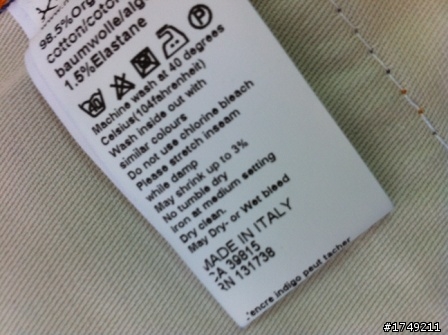 98.5%Org
cotton/coton
baumwolle/alg
1.5%Elastane
P
Machine wash at 40 degrees
Celsius(104fahrenheit)
Wash inside out with
similar colours
Do not use chlorine bleach
Please stretch inseam
while damp
May shrink up to 3%
No tumble dry
Iron at medium setting
Dry clean.
May Dry- or Wet bleed
MADE IN ITALY
CA 39815
RN 131738
L'encre indigo peut tacher
#1749211